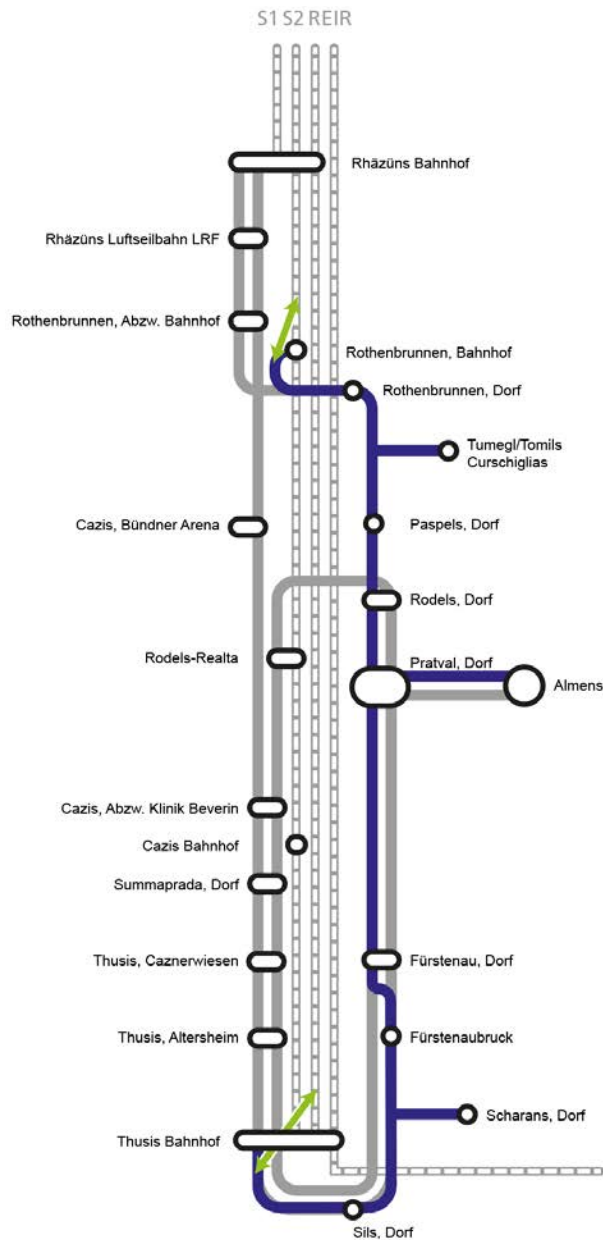 S1 S2 RE IR
Rhäzüns Bahnhof
Rhäzüns Luftseilbahn LRF
Rothenbrunnen, Abzw. Bahnhof
Rothenbrunnen, Bahnhof
Rothenbrunnen, Dorf
Tumegl/Tomils
Curschiglias
Cazis, Bündner Arena
Paspels, Dorf
Rodels, Dorf
Rodels-Realta
Pratval, Dorf
Almens
Cazis, Abzw. Klinik Beverin
Cazis Bahnhof
Summaprada, Dorf
Thusis, Caznerwiesen
Fürstenau, Dorf
Thusis, Altersheim
Fürstenaubruck
Scharans, Dorf
Thusis Bahnhof
Sils, Dorf